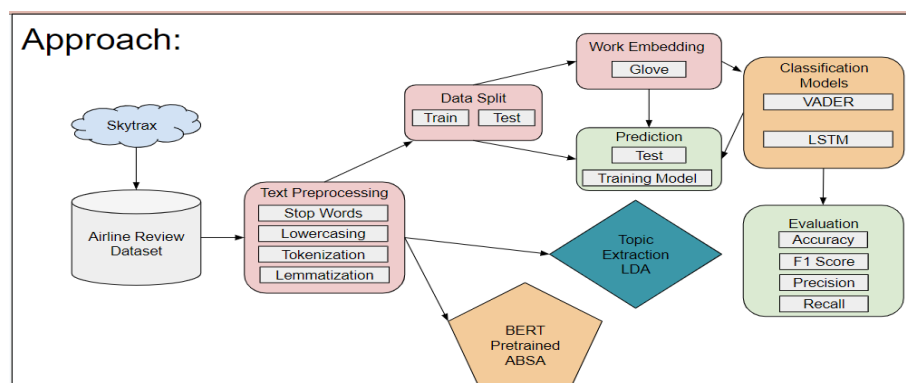 Approach:
Skytrax
Airline Review
Dataset
Text Preprocessing
Stop Words
Lowercasing
Tokenization
Lemmatization
Data Split
Train Test
Work Embedding
Glove
Prediction
Test
Training Model
Classification
Models
VADER
LSTM
Evaluation
Accuracy
F1 Score
Precision
Recall
Topic
Extraction
LDA
BERT
Pretrained
ABSA